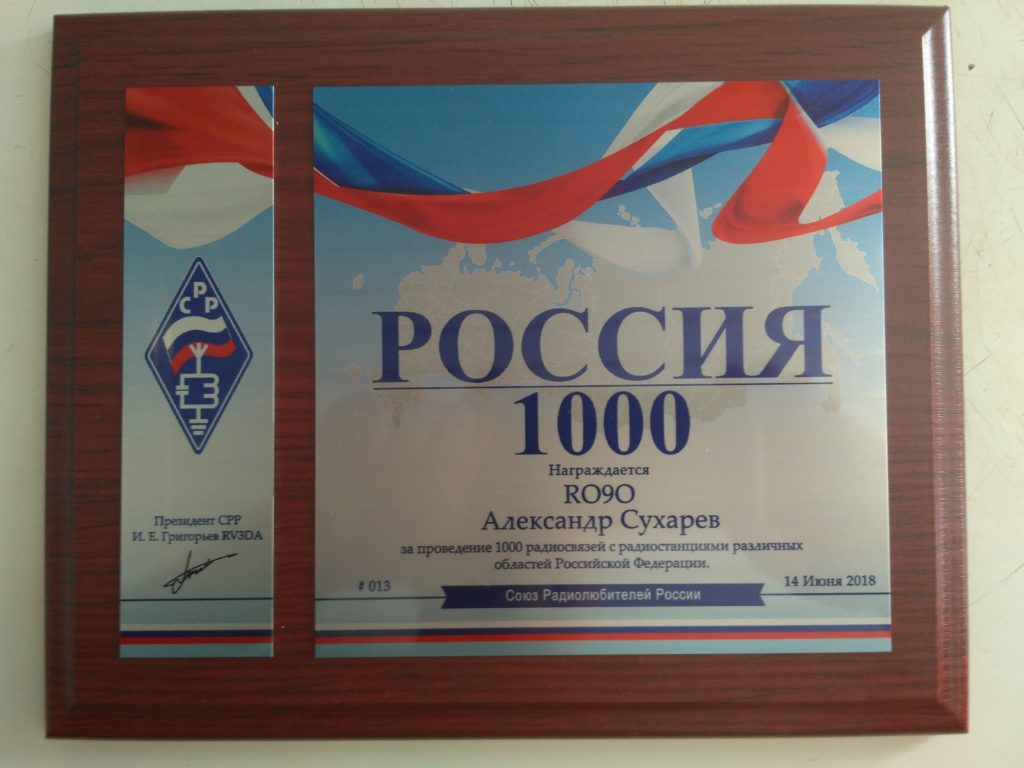 СРР
Президент СРР
И. Е. Григорьев RV3DA
РОССИЯ
1000
Награждается
RO9O
Александр Сухарев
за проведение 1000 радиосвязей с радиостанциями различных
областей Российской Федерации.
# 013
Союз Радиолюбителей России
14 Июня 2018